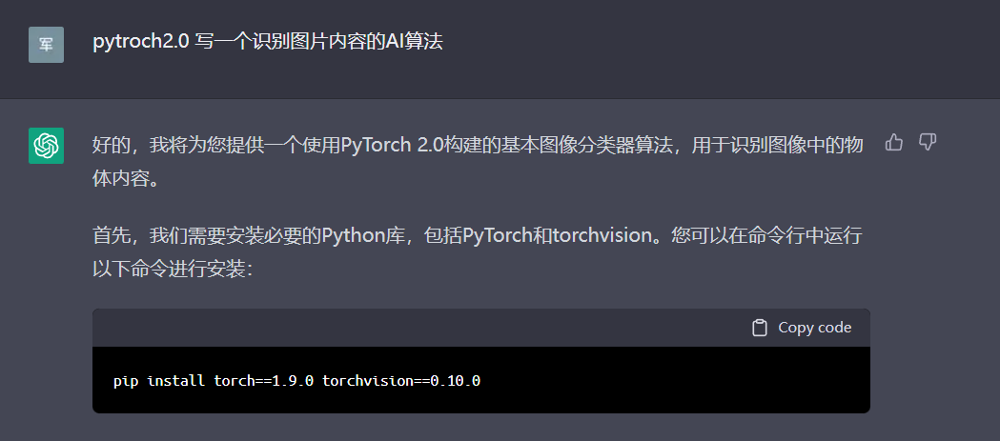 军
pytroch2.0 写一个识别图片内容的AI算法
好的，我将为您提供一个使用PyTorch 2.0构建的基本图像分类器算法，用于识别图像中的物
体内容。
首先，我们需要安装必要的Python库，包括PyTorch和torchvision。您可以在命令行中运行
以下命令进行安装：
Copy code
pip install torch==1.9.0 torchvision==0.10.0